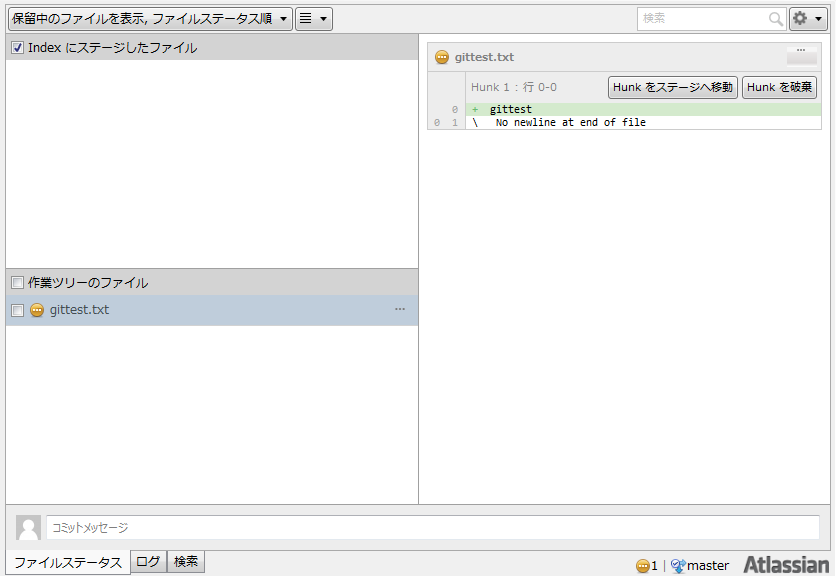 保留中のファイルを表示, ファイルステータス順
検索
Index にステージしたファイル
gittest.txt
Hunk 1 : 行 0-0
Hunk をステージへ移動
Hunk を破棄
0 + gittest
0 1 \ No newline at end of file
作業ツリーのファイル
gittest.txt
コミットメッセージ
ファイルステータス
ログ
検索
1
master
Atlassian